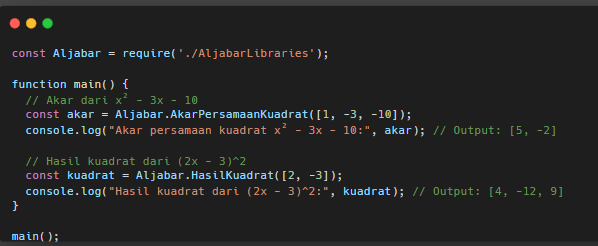 const Aljabar = require('./AljabarLibraries');
function main() {
// Akar dari x² - 3x - 10
const akar = Aljabar.AkarPersamaanKuadrat([1, -3, -10]);
console.log("Akar persamaan kuadrat x² - 3x - 10:", akar); // Output: [5, -2]
// Hasil kuadrat dari (2x - 3)^2
const kuadrat = Aljabar.HasilKuadrat([2, -3]);
console.log("Hasil kuadrat dari (2x - 3)^2:", kuadrat); // Output: [4, -12, 9]
}
main();